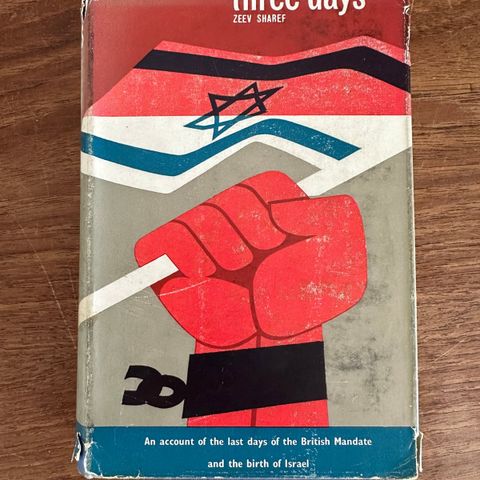 three days
ZEEV SHAREF
An account of the last days of the British Mandate
and the birth of Israel